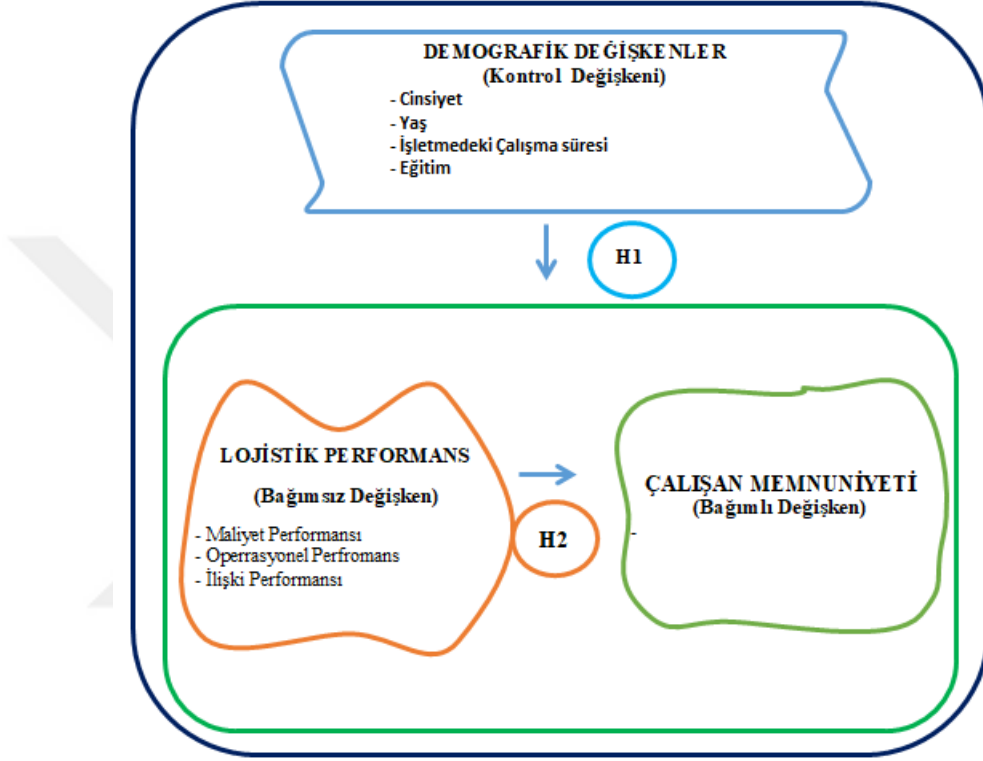 DEMOGRAFİK DEĞİŞKENLER
(Kontrol Değişkeni)
- Cinsiyet
- Yaş
- İşletmedeki Çalışma süresi
- Eğitim
H1
LOJİSTİK PERFORMANS
(Bağımsız Değişken)
- Maliyet Performansı
- Operrasyonel Perfromans
- İlişki Performansı
H2
ÇALIŞAN MEMNUNİYETİ
(Bağımlı Değişken)
-